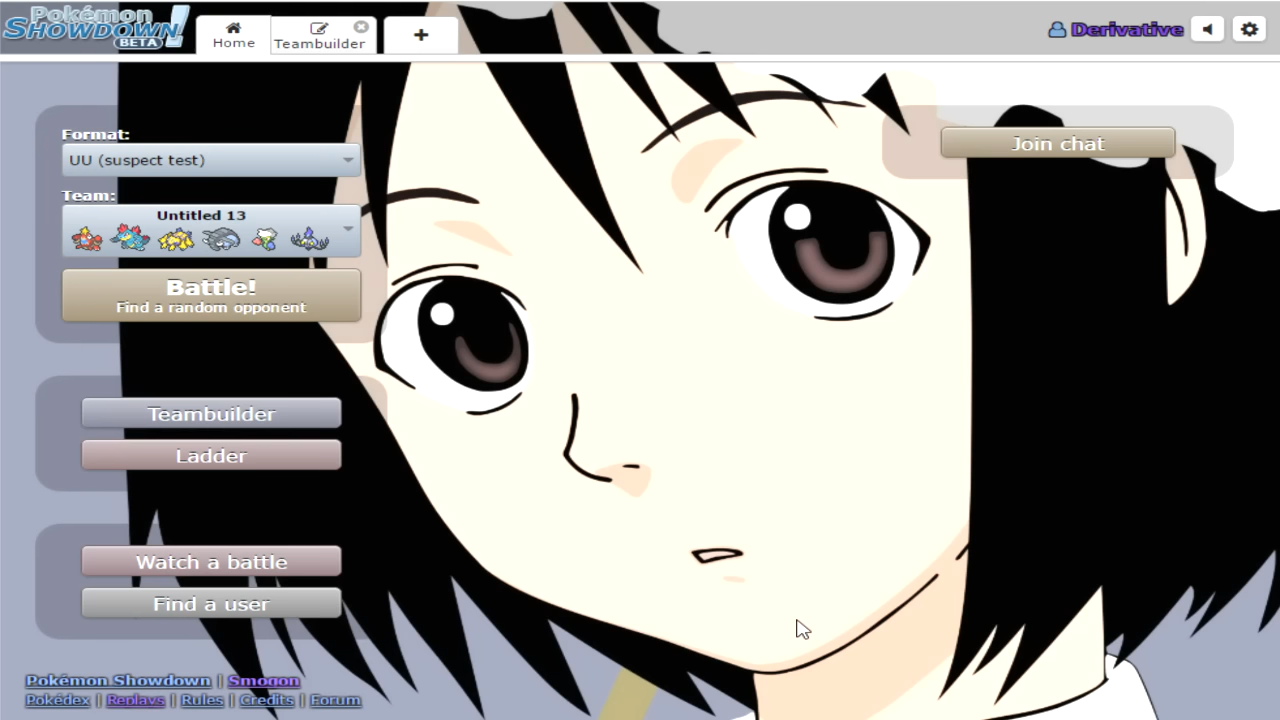 Pokémon
SHOWDOWN!
BETA
Home
Teambuilder
+
Derivative
Format:
UU (suspect test)
Team:
Untitled 13
Battle!
Find a random opponent
Join chat
Teambuilder
Ladder
Watch a battle
Find a user
Pokémon Showdown | Smogon
Pokédex | Replays | Rules | Credits | Forum